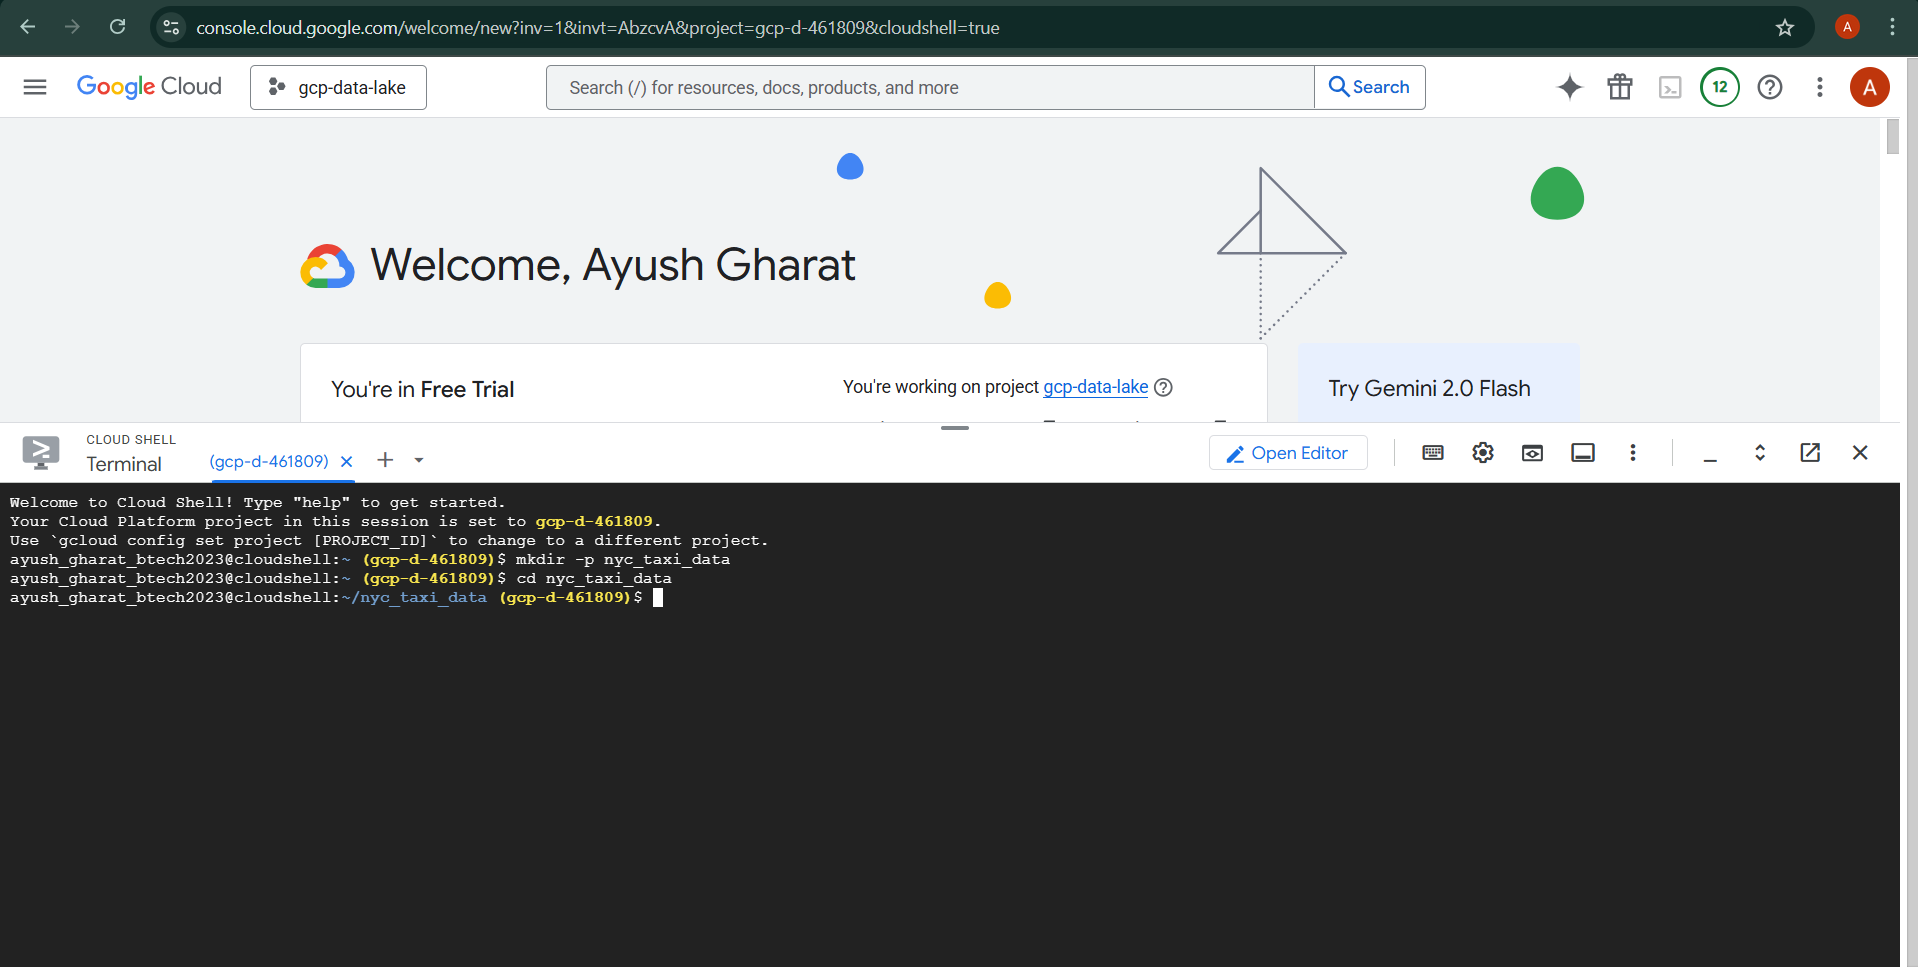 console.cloud.google.com/welcome/new?inv=1&invt=AbzcvA&project=gcp-d-461809&cloudshell=true
A
Google Cloud
gcp-data-lake
Search (/) for resources, docs, products, and more
Search
12
A
Welcome, Ayush Gharat
You're in Free Trial
You're working on project gcp-data-lake
Try Gemini 2.0 Flash
CLOUD SHELL
Terminal
(gcp-d-461809)
Open Editor
Welcome to Cloud Shell! Type "help" to get started.
Your Cloud Platform project in this session is set to gcp-d-461809.
Use `gcloud config set project [PROJECT_ID]` to change to a different project.
ayush_gharat_btech2023@cloudshell:~ (gcp-d-461809)$ mkdir -p nyc_taxi_data
ayush_gharat_btech2023@cloudshell:~ (gcp-d-461809)$ cd nyc_taxi_data
ayush_gharat_btech2023@cloudshell:~/nyc_taxi_data (gcp-d-461809)$